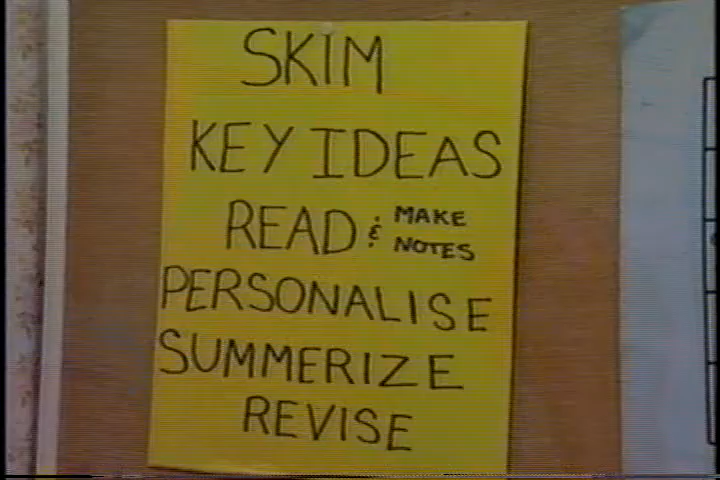 SKIM
KEY IDEAS
READ & MAKE NOTES
PERSONALISE
SUMMERIZE
REVISE